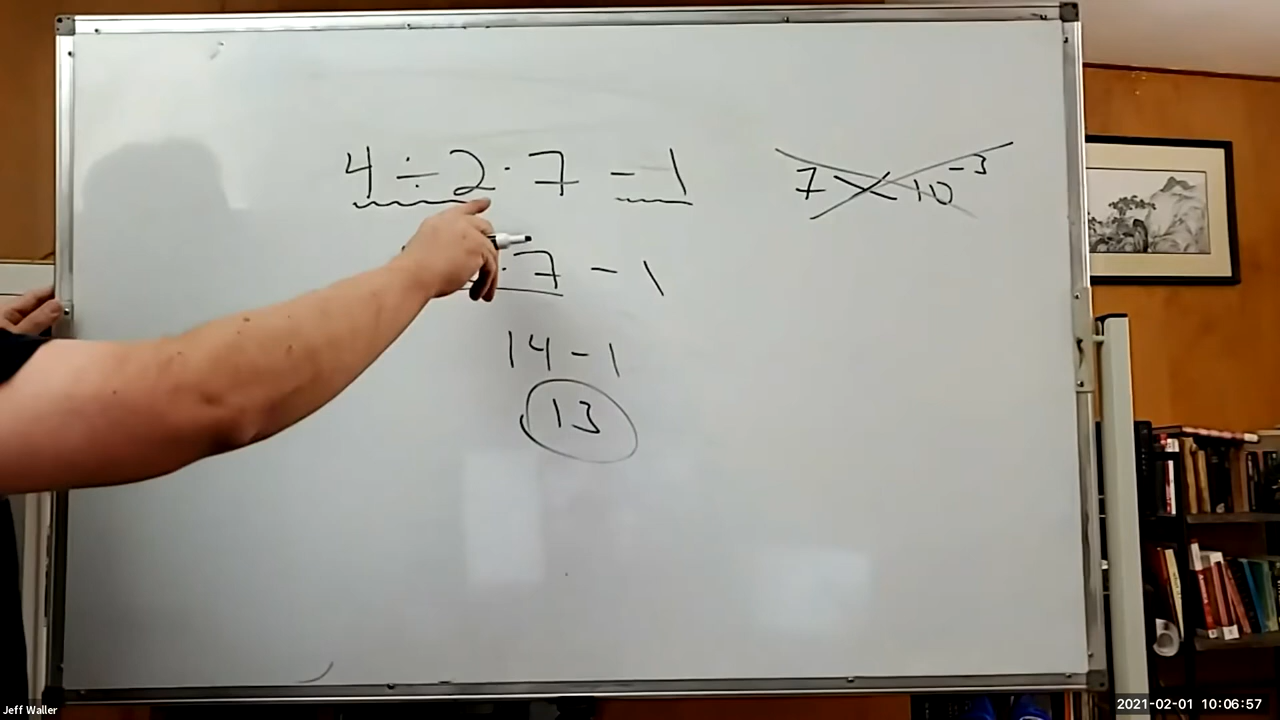 4 ÷ 2 · 7 - 1
7 × 10⁻³
· 7 - 1
14 - 1
13
Jeff Waller
2021-02-01 10:06:57